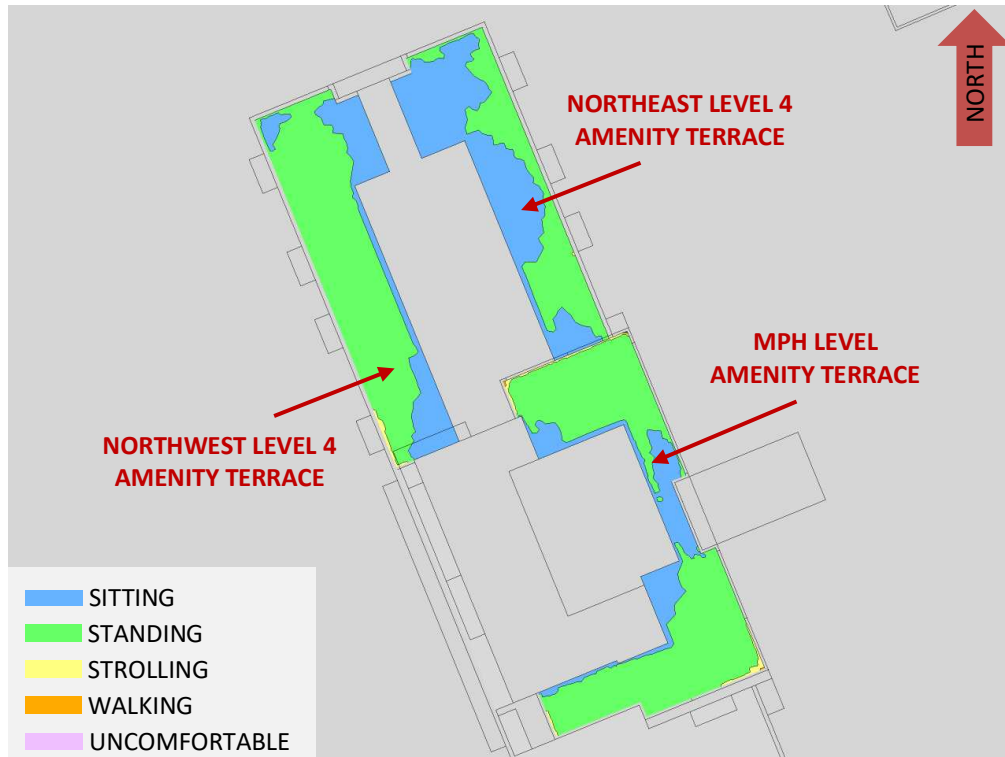 NORTH
NORTHEAST LEVEL 4
AMENITY TERRACE
MPH LEVEL
AMENITY TERRACE
NORTHWEST LEVEL 4
AMENITY TERRACE
SITTING
STANDING
STROLLING
WALKING
UNCOMFORTABLE